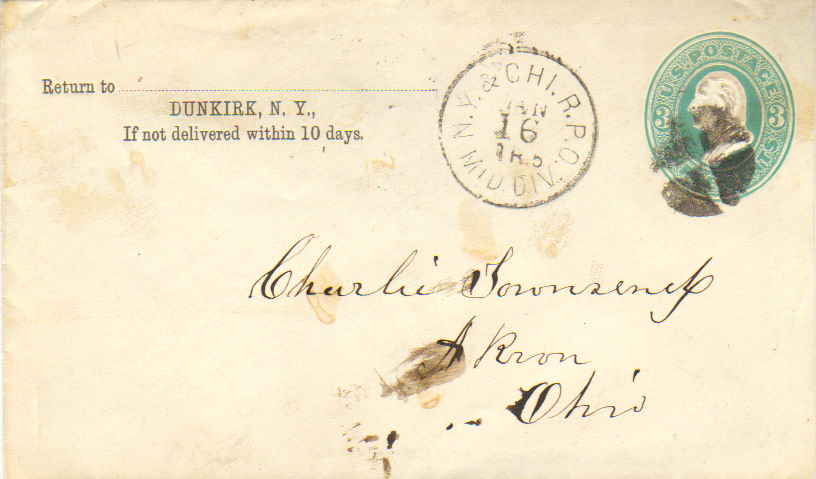 Return to
DUNKIRK, N. Y.,
If not delivered within 10 days.
N.Y. & CHI. R.P.O.
JAN
16
MID DIV.
U.S. POSTAGE
3 3
Charlie Townsend
Akron
Ohio